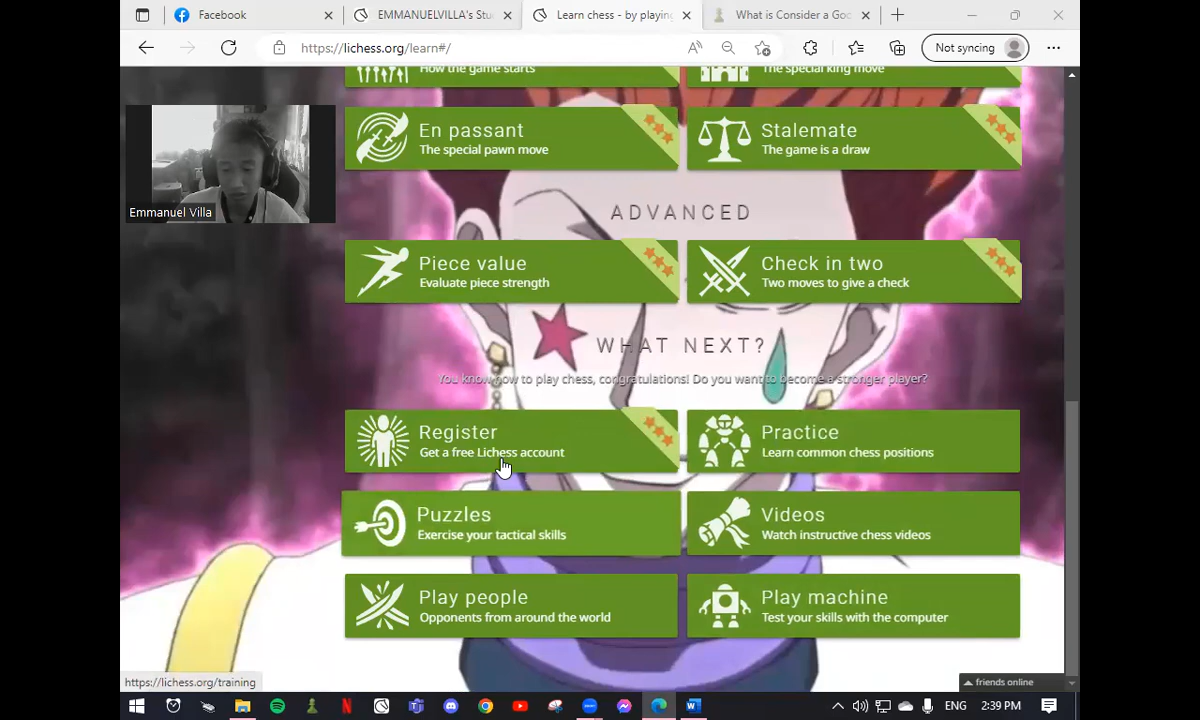 Facebook
EMMANUELVILLA's Stu
Learn chess - by playing
What is Consider a Goo
https://lichess.org/learn#/
Not syncing
How the game starts
The special king move
En passant
The special pawn move
Stalemate
The game is a draw
Emmanuel Villa
ADVANCED
Piece value
Evaluate piece strength
Check in two
Two moves to give a check
WHAT NEXT?
You know how to play chess, congratulations! Do you want to become a stronger player?
Register
Get a free Lichess account
Practice
Learn common chess positions
Puzzles
Exercise your tactical skills
Videos
Watch instructive chess videos
Play people
Opponents from around the world
Play machine
Test your skills with the computer
https://lichess.org/training
friends online
ENG
2:39 PM